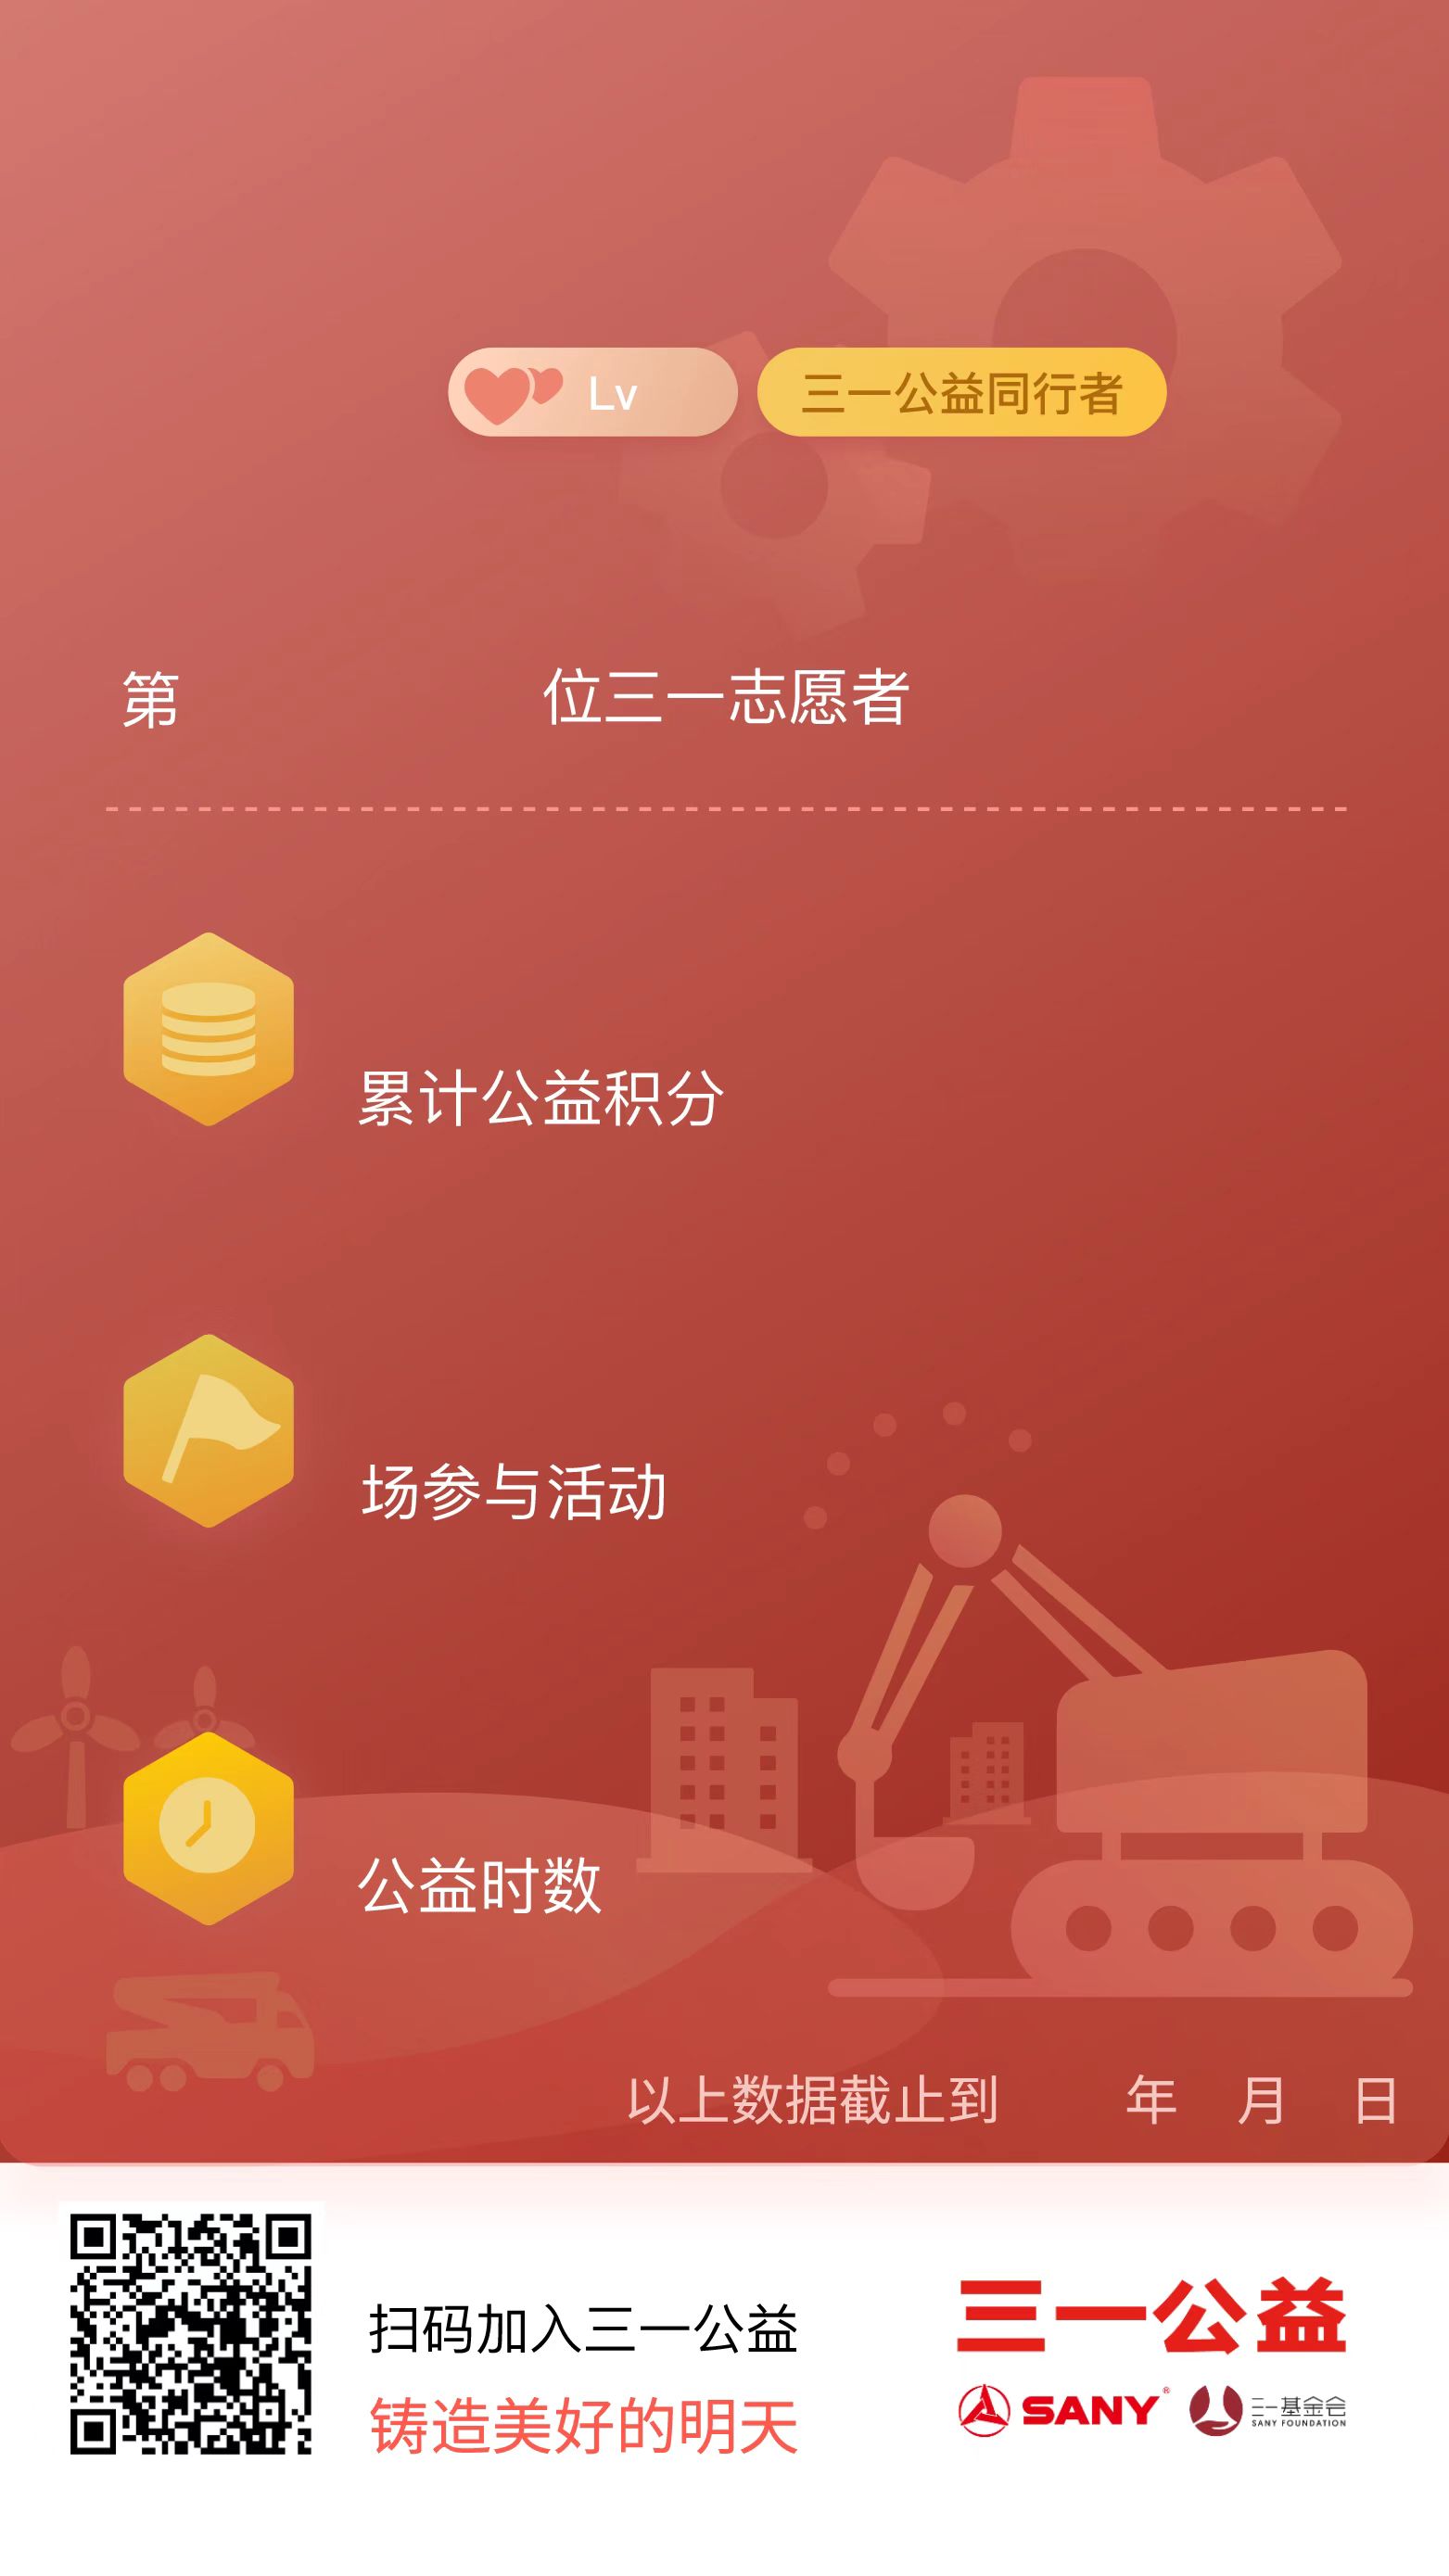 Lv 三一公益同行者
第 位三一志愿者
累计公益积分
场参与活动
公益时数
以上数据截止到 年 月 日
扫码加入三一公益
铸造美好的明天
三一公益
SANY®
三一基金会
SANY FOUNDATION